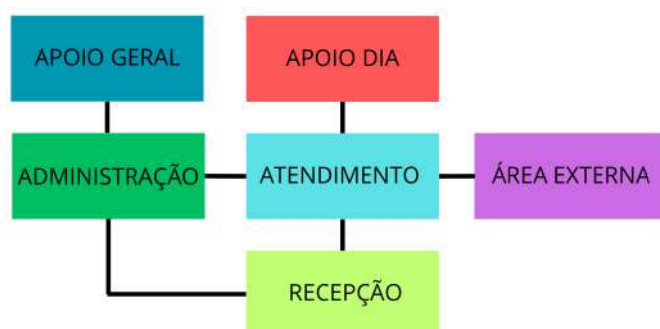 APOIO GERAL
APOIO DIA
ADMINISTRAÇÃO
ATENDIMENTO
ÁREA EXTERNA
RECEPÇÃO